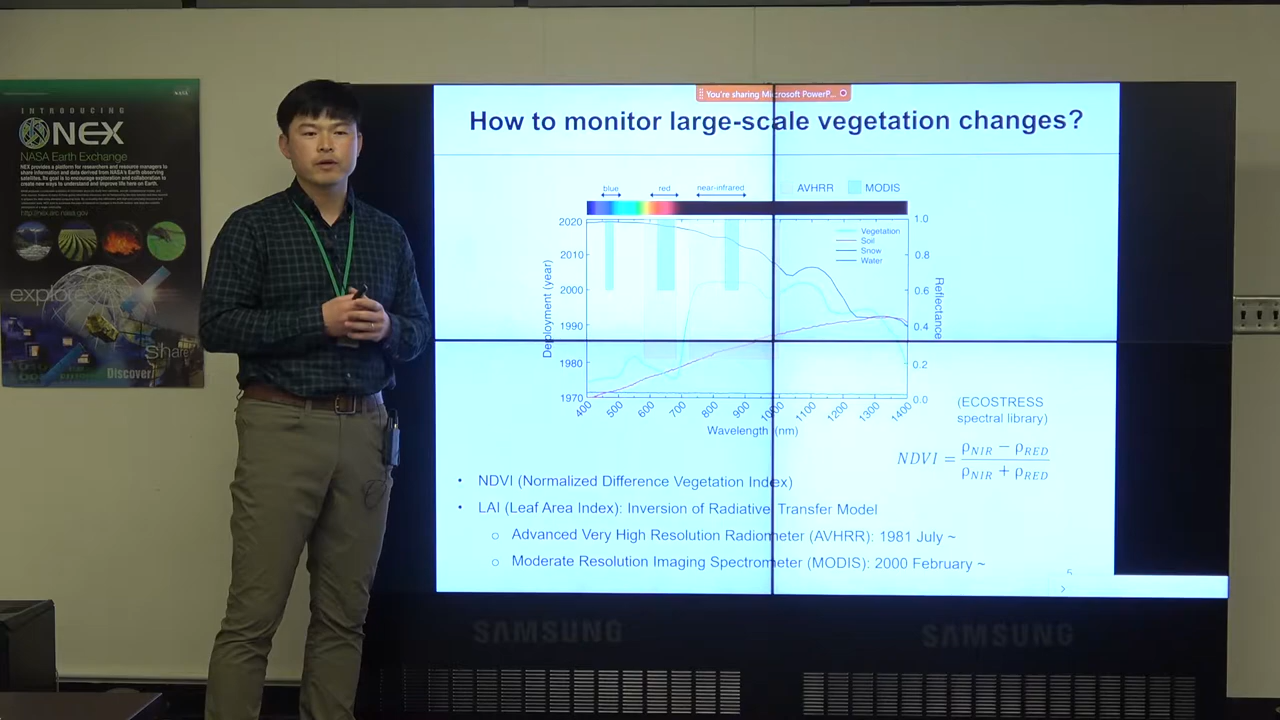 INTRODUCING
NEX
NASA Earth Exchange
NEX provides a platform for researchers and resource managers to
share information and data derived from NASA's Earth observing
satellites. Its goal is to encourage exploration and collaboration to
create new ways to understand and improve life here on Earth.
http://nex.arc.nasa.gov
explore
Share
Discover
You're sharing Microsoft PowerP...
How to monitor large-scale vegetation changes?
blue
red
near-infrared
AVHRR
MODIS
2020
2010
2000
1990
1980
1970
Deployment (year)
1.0
0.8
0.6
0.4
0.2
0.0
Reflectance
Vegetation
Soil
Snow
Water
400 500 600 700 800 900 1000 1100 1200 1300 1400
Wavelength (nm)
(ECOSTRESS
spectral library)
NDVI = (ρNIR − ρRED) / (ρNIR + ρRED)
• NDVI (Normalized Difference Vegetation Index)
• LAI (Leaf Area Index): Inversion of Radiative Transfer Model
○ Advanced Very High Resolution Radiometer (AVHRR): 1981 July ~
○ Moderate Resolution Imaging Spectrometer (MODIS): 2000 February ~
SAMSUNG
SAMSUNG